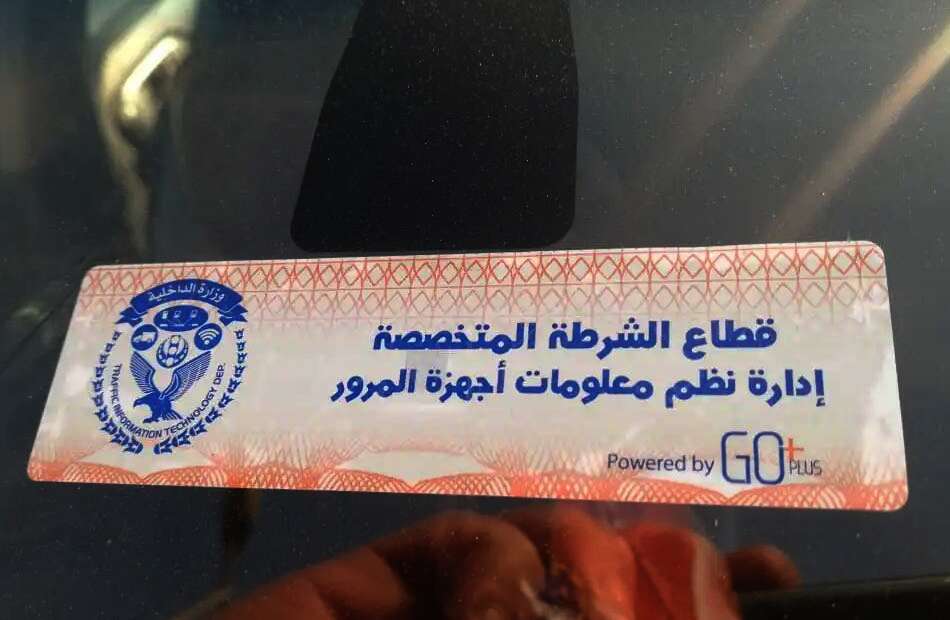 وزارة الداخلية
TRAFFIC INFORMATION TECHNOLOGY DEP.
قطاع الشرطة المتخصصة
إدارة نظم معلومات أجهزة المرور
Powered by GO+ PLUS